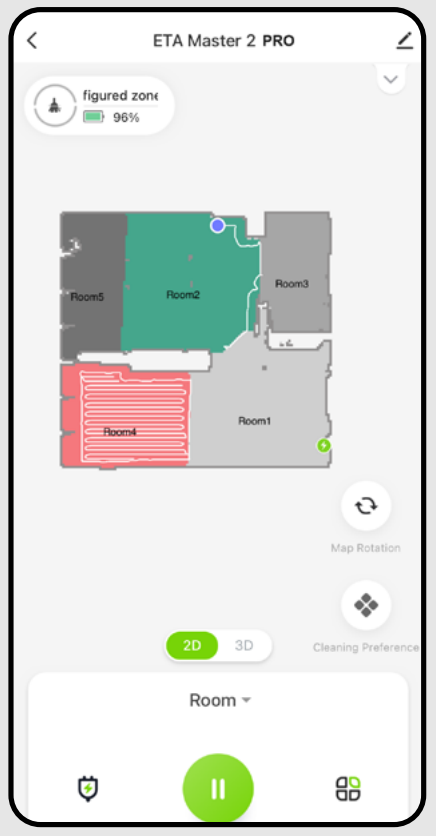 ETA Master 2 PRO
figured zone
96%
Room5
Room2
Room3
Room4
Room1
Map Rotation
2D 3D
Cleaning Preference
Room